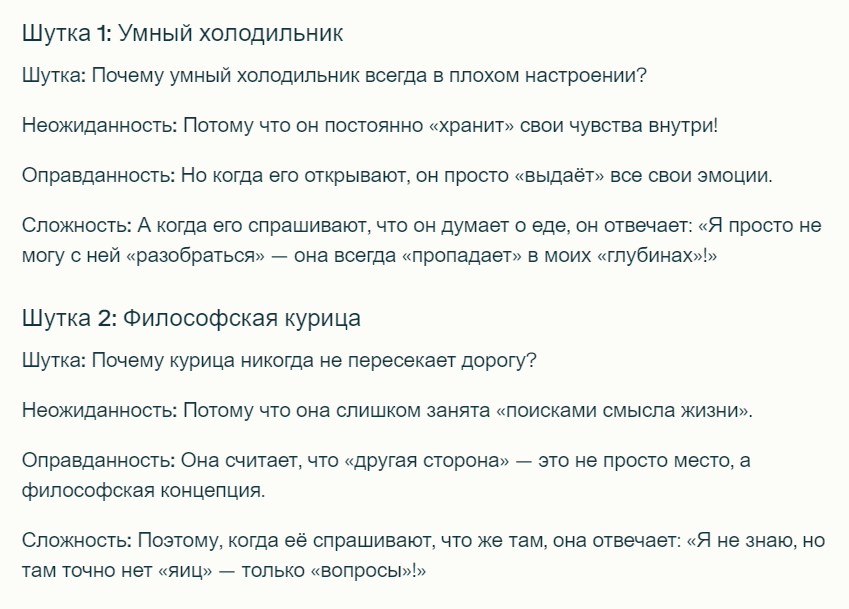 Шутка 1: Умный холодильник
Шутка: Почему умный холодильник всегда в плохом настроении?
Неожиданность: Потому что он постоянно «хранит» свои чувства внутри!
Оправданность: Но когда его открывают, он просто «выдаёт» все свои эмоции.
Сложность: А когда его спрашивают, что он думает о еде, он отвечает: «Я просто не
могу с ней «разобраться» — она всегда «пропадает» в моих «глубинах»!»
Шутка 2: Философская курица
Шутка: Почему курица никогда не пересекает дорогу?
Неожиданность: Потому что она слишком занята «поисками смысла жизни».
Оправданность: Она считает, что «другая сторона» — это не просто место, а
философская концепция.
Сложность: Поэтому, когда её спрашивают, что же там, она отвечает: «Я не знаю, но
там точно нет «яиц» — только «вопросы»!»